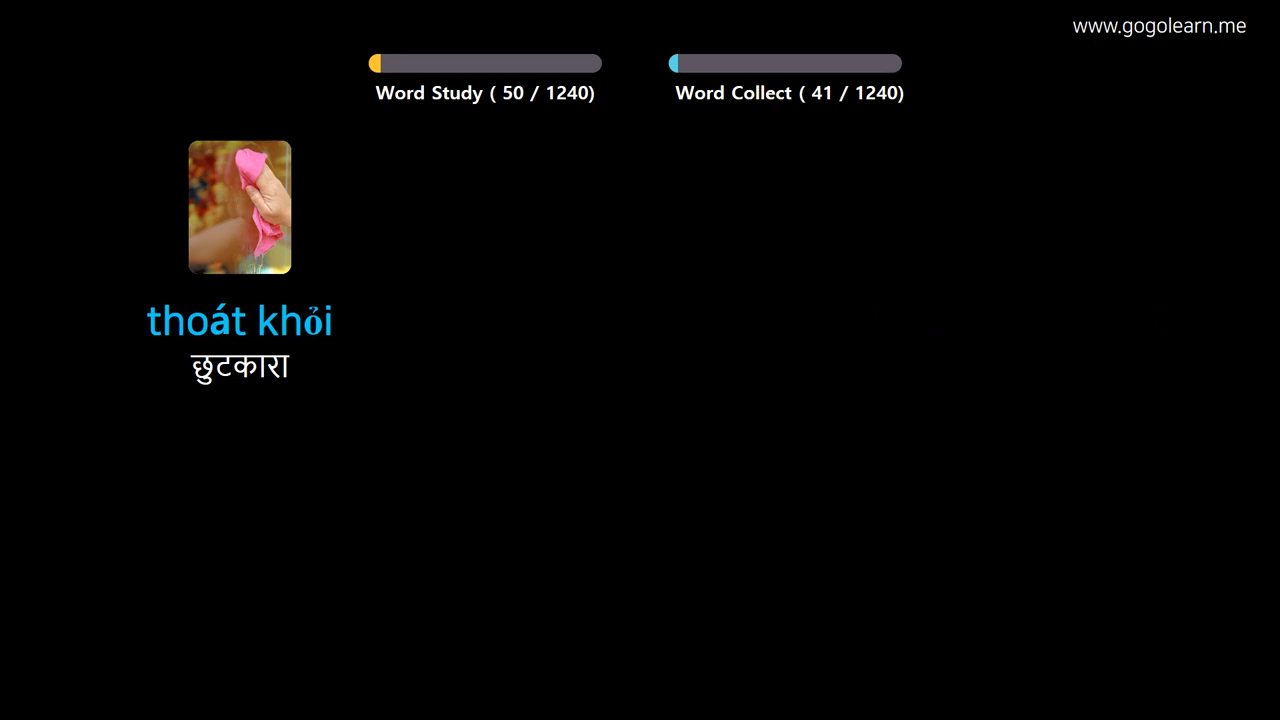 www.gogolearn.me
Word Study ( 50 / 1240)
Word Collect ( 41 / 1240)
thoát khỏi
छुटकारा